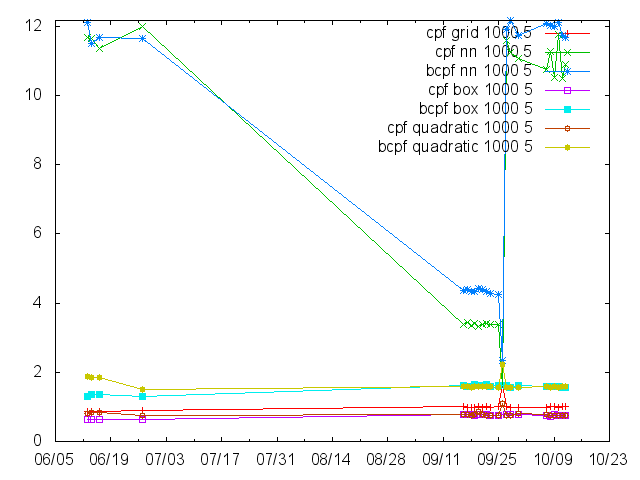 12
10
8
6
4
2
0
cpf grid 1000 5
cpf nn 1000 5
bcpf nn 1000 5
cpf box 1000 5
bcpf box 1000 5
cpf quadratic 1000 5
bcpf quadratic 1000 5
06/05 06/19 07/03 07/17 07/31 08/14 08/28 09/11 09/25 10/09 10/23